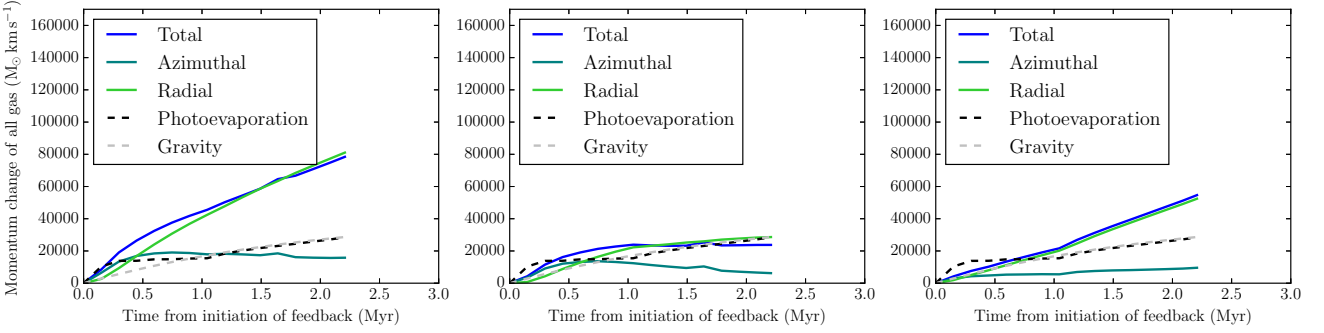 Momentum change of all gas (M⊙ km s⁻¹)
160000
140000
120000
100000
80000
60000
40000
20000
0
0.0 0.5 1.0 1.5 2.0 2.5 3.0
Time from initiation of feedback (Myr)
Total
Azimuthal
Radial
Photoevaporation
Gravity
160000
140000
120000
100000
80000
60000
40000
20000
0
0.0 0.5 1.0 1.5 2.0 2.5 3.0
Time from initiation of feedback (Myr)
Total
Azimuthal
Radial
Photoevaporation
Gravity
160000
140000
120000
100000
80000
60000
40000
20000
0
0.0 0.5 1.0 1.5 2.0 2.5 3.0
Time from initiation of feedback (Myr)
Total
Azimuthal
Radial
Photoevaporation
Gravity